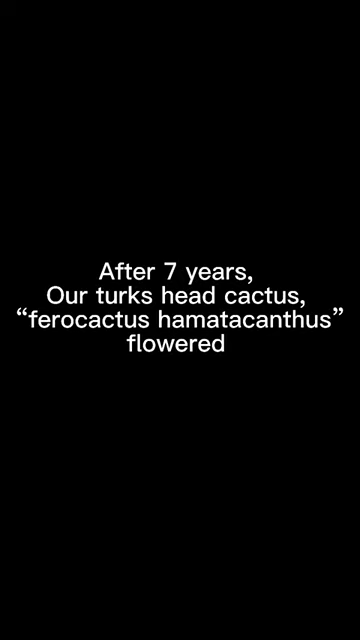 After 7 years,
Our turks head cactus,
“ferocactus hamatacanthus”
flowered